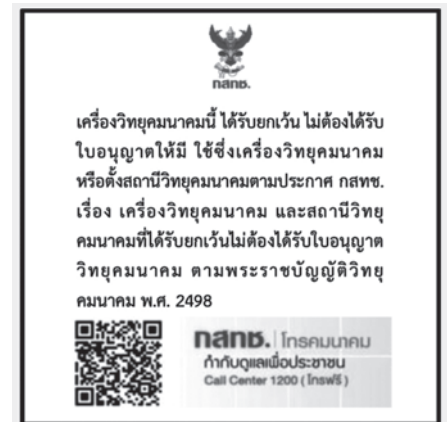 กสทช.
เครื่องวิทยุคมนาคมนี้ ได้รับยกเว้น ไม่ต้องได้รับ
ใบอนุญาตให้มี ใช้ซึ่งเครื่องวิทยุคมนาคม
หรือตั้งสถานีวิทยุคมนาคมตามประกาศ กสทช.
เรื่อง เครื่องวิทยุคมนาคม และสถานีวิทยุ
คมนาคมที่ได้รับยกเว้นไม่ต้องได้รับใบอนุญาต
วิทยุคมนาคม ตามพระราชบัญญัติวิทยุ
คมนาคม พ.ศ. 2498
กสทช. โทรคมนาคม
กำกับดูแลเพื่อประชาชน
Call Center 1200 ( โทรฟรี )